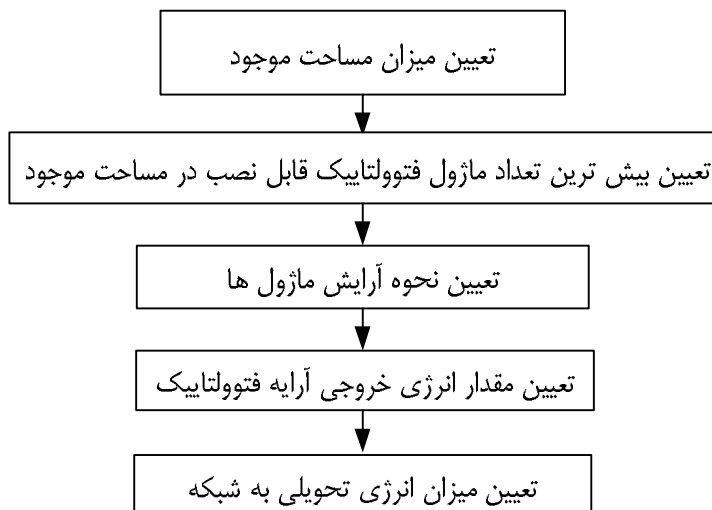 تعیین میزان مساحت موجود
تعیین بیش ترین تعداد ماژول فتوولتاییک قابل نصب در مساحت موجود
تعیین نحوه آرایش ماژول ها
تعیین مقدار انرژی خروجی آرایه فتوولتاییک
تعیین میزان انرژی تحویلی به شبکه